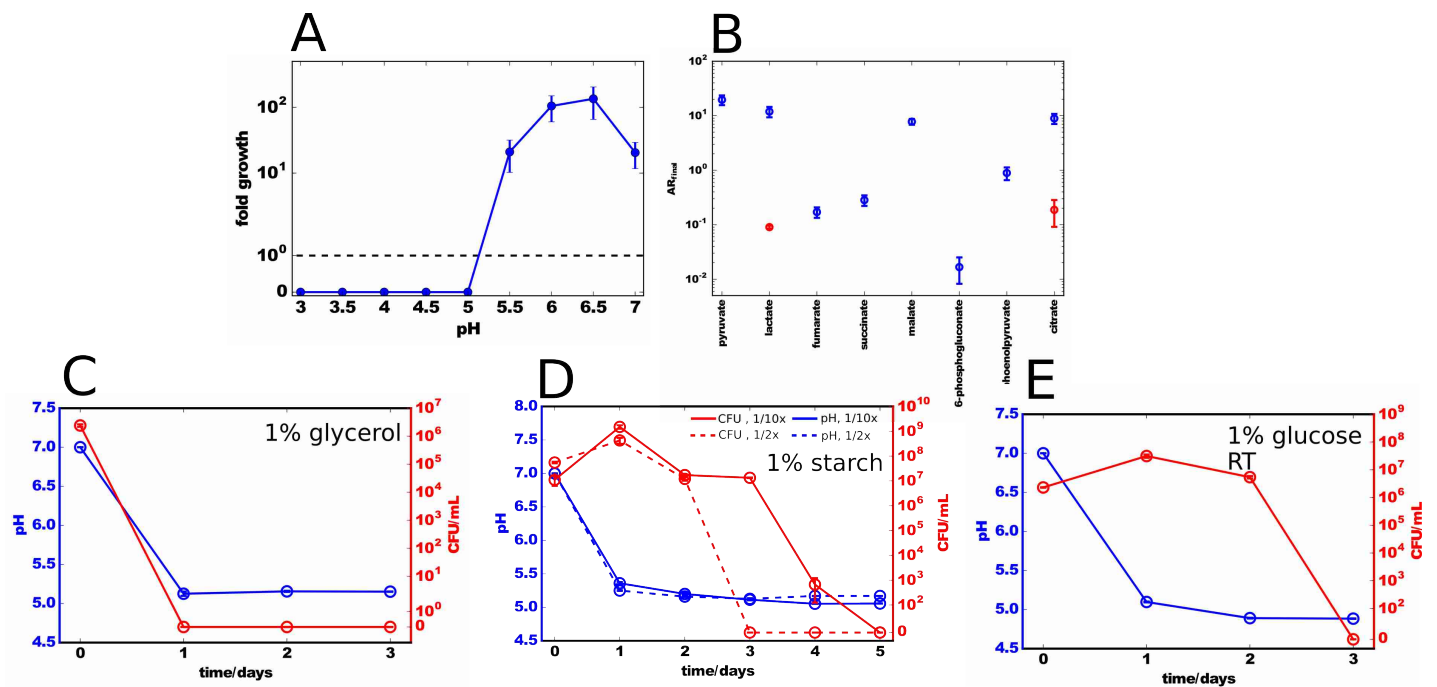 A
B
10²
10¹
10⁰
0
fold growth
3 3.5 4 4.5 5 5.5 6 6.5 7
pH
10²
10¹
10⁰
10⁻¹
10⁻²
ARfinal
pyruvate
lactate
fumarate
succinate
malate
6-phosphogluconate
hoenolpyruvate
citrate
C
1% glycerol
7.5
7.0
6.5
6.0
5.5
5.0
4.5
pH
10⁷
10⁶
10⁵
10⁴
10³
10²
10¹
10⁰
0
CFU/mL
0 1 2 3
time/days
D
CFU , 1/10x pH, 1/10x
CFU , 1/2x pH, 1/2x
1% starch
8.0
7.5
7.0
6.5
6.0
5.5
5.0
4.5
pH
10¹⁰
10⁹
10⁸
10⁷
10⁶
10⁵
10⁴
10³
10²
0
CFU/mL
0 1 2 3 4 5
time/days
E
1% glucose
RT
7.5
7.0
6.5
6.0
5.5
5.0
4.5
pH
10⁹
10⁸
10⁷
10⁶
10⁵
10⁴
10³
10²
0
CFU/mL
0 1 2 3
time/days